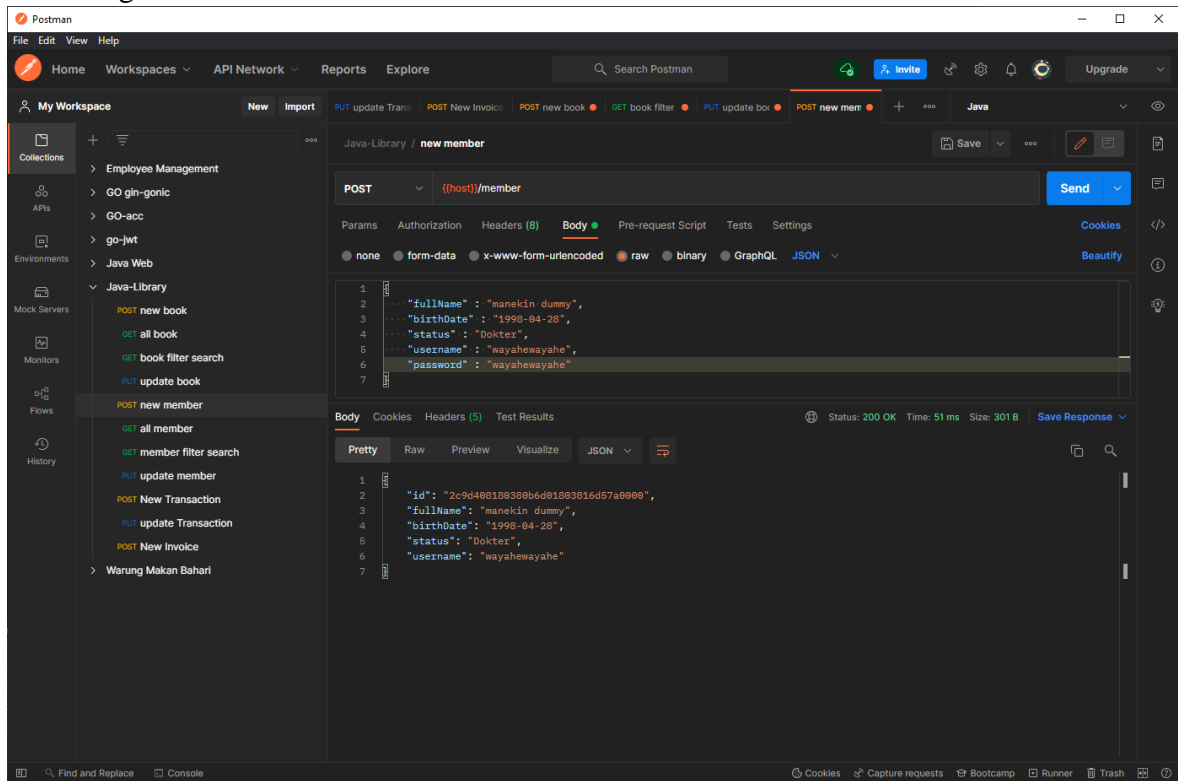 Postman
File Edit View Help
Home Workspaces API Network Reports Explore Search Postman Invite Upgrade
My Workspace New Import
PUT update Trans POST New Invoice POST new book GET book filter PUT update boo POST new mem Java
Collections
APIs
Environments
Mock Servers
Monitors
Flows
History
Employee Management
GO gin-gonic
GO-acc
go-jwt
Java Web
Java-Library
POST new book
GET all book
GET book filter search
PUT update book
POST new member
GET all member
GET member filter search
PUT update member
POST New Transaction
PUT update Transaction
POST New Invoice
Warung Makan Bahari
Java-Library / new member Save
POST {{host}}/member Send
Params Authorization Headers (8) Body Pre-request Script Tests Settings Cookies
none form-data x-www-form-urlencoded raw binary GraphQL JSON Beautify
1 {
2 "fullName" : "manekin dummy",
3 "birthDate" : "1998-04-28",
4 "status" : "Dokter",
5 "username" : "wayahewayahe",
6 "password" : "wayahewayahe"
7 }
Body Cookies Headers (5) Test Results Status: 200 OK Time: 51 ms Size: 301 B Save Response
Pretty Raw Preview Visualize JSON
1 {
2 "id": "2c9d408180380b6d01803816d57a0000",
3 "fullName": "manekin dummy",
4 "birthDate": "1998-04-28",
5 "status": "Dokter",
6 "username": "wayahewayahe"
7 }
Find and Replace Console Cookies Capture requests Bootcamp Runner Trash